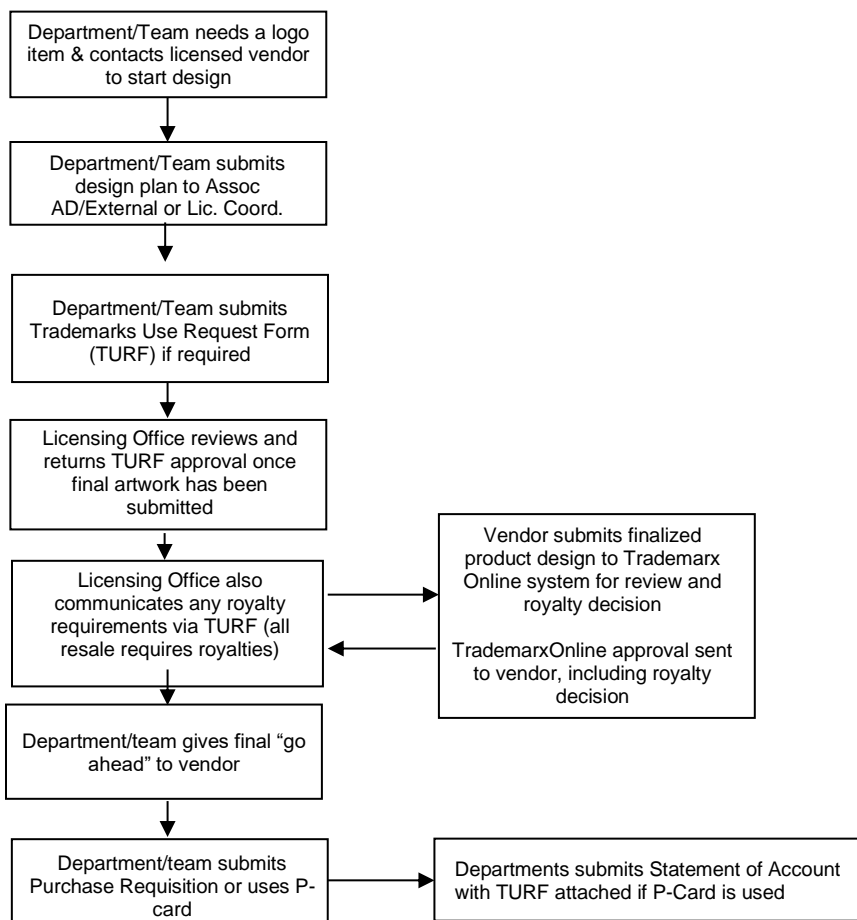 Department/Team needs a logo
item & contacts licensed vendor
to start design
Department/Team submits
design plan to Assoc
AD/External or Lic. Coord.
Department/Team submits
Trademarks Use Request Form
(TURF) if required
Licensing Office reviews and
returns TURF approval once
final artwork has been
submitted
Licensing Office also
communicates any royalty
requirements via TURF (all
resale requires royalties)
Vendor submits finalized
product design to Trademarx
Online system for review and
royalty decision
TrademarxOnline approval sent
to vendor, including royalty
decision
Department/team gives final “go
ahead” to vendor
Department/team submits
Purchase Requisition or uses P-
card
Departments submits Statement of Account
with TURF attached if P-Card is used